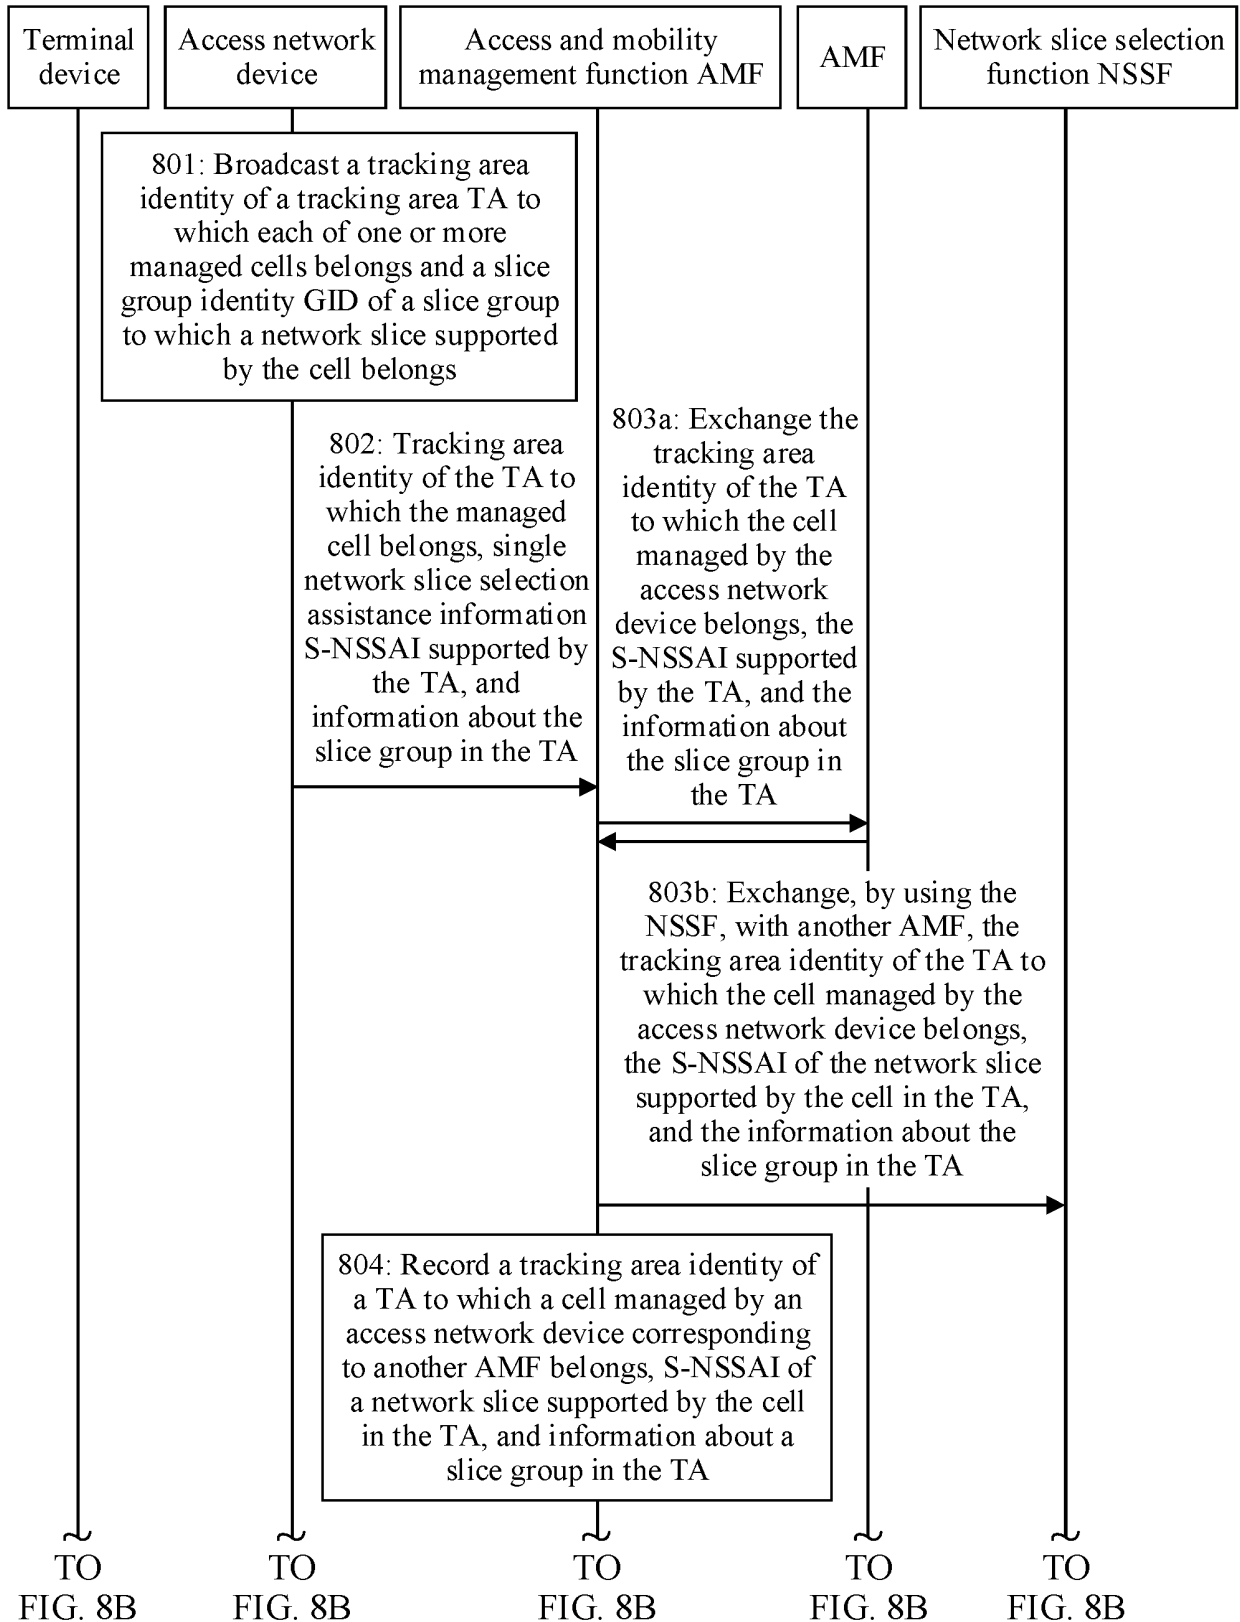 Terminal
device
Access network
device
Access and mobility
management function AMF
AMF
Network slice selection
function NSSF
801: Broadcast a tracking area
identity of a tracking area TA to
which each of one or more
managed cells belongs and a slice
group identity GID of a slice group
to which a network slice supported
by the cell belongs
802: Tracking area
identity of the TA to
which the managed
cell belongs, single
network slice selection
assistance information
S-NSSAI supported by
the TA, and
information about the
slice group in the TA
803a: Exchange the
tracking area
identity of the TA
to which the cell
managed by the
access network
device belongs, the
S-NSSAI supported
by the TA, and the
information about
the slice group in
the TA
803b: Exchange, by using the
NSSF, with another AMF, the
tracking area identity of the TA to
which the cell managed by the
access network device belongs,
the S-NSSAI of the network slice
supported by the cell in the TA,
and the information about the
slice group in the TA
804: Record a tracking area identity of
a TA to which a cell managed by an
access network device corresponding
to another AMF belongs, S-NSSAI of
a network slice supported by the cell
in the TA, and information about a
slice group in the TA
TO
FIG. 8B
TO
FIG. 8B
TO
FIG. 8B
TO
FIG. 8B
TO
FIG. 8B